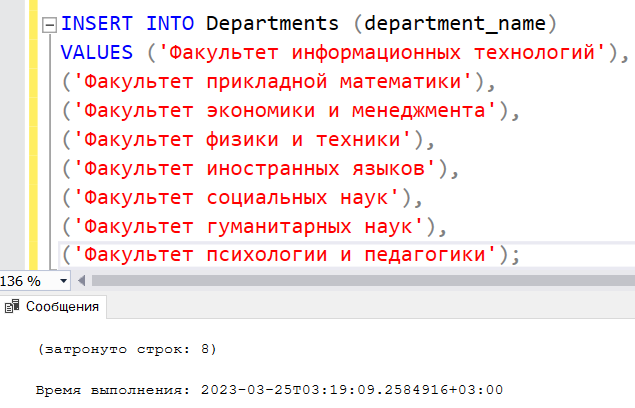 INSERT INTO Departments (department_name)
VALUES ('Факультет информационных технологий'),
('Факультет прикладной математики'),
('Факультет экономики и менеджмента'),
('Факультет физики и техники'),
('Факультет иностранных языков'),
('Факультет социальных наук'),
('Факультет гуманитарных наук'),
('Факультет психологии и педагогики');
136 %
Сообщения
(затронуто строк: 8)
Время выполнения: 2023-03-25T03:19:09.2584916+03:00